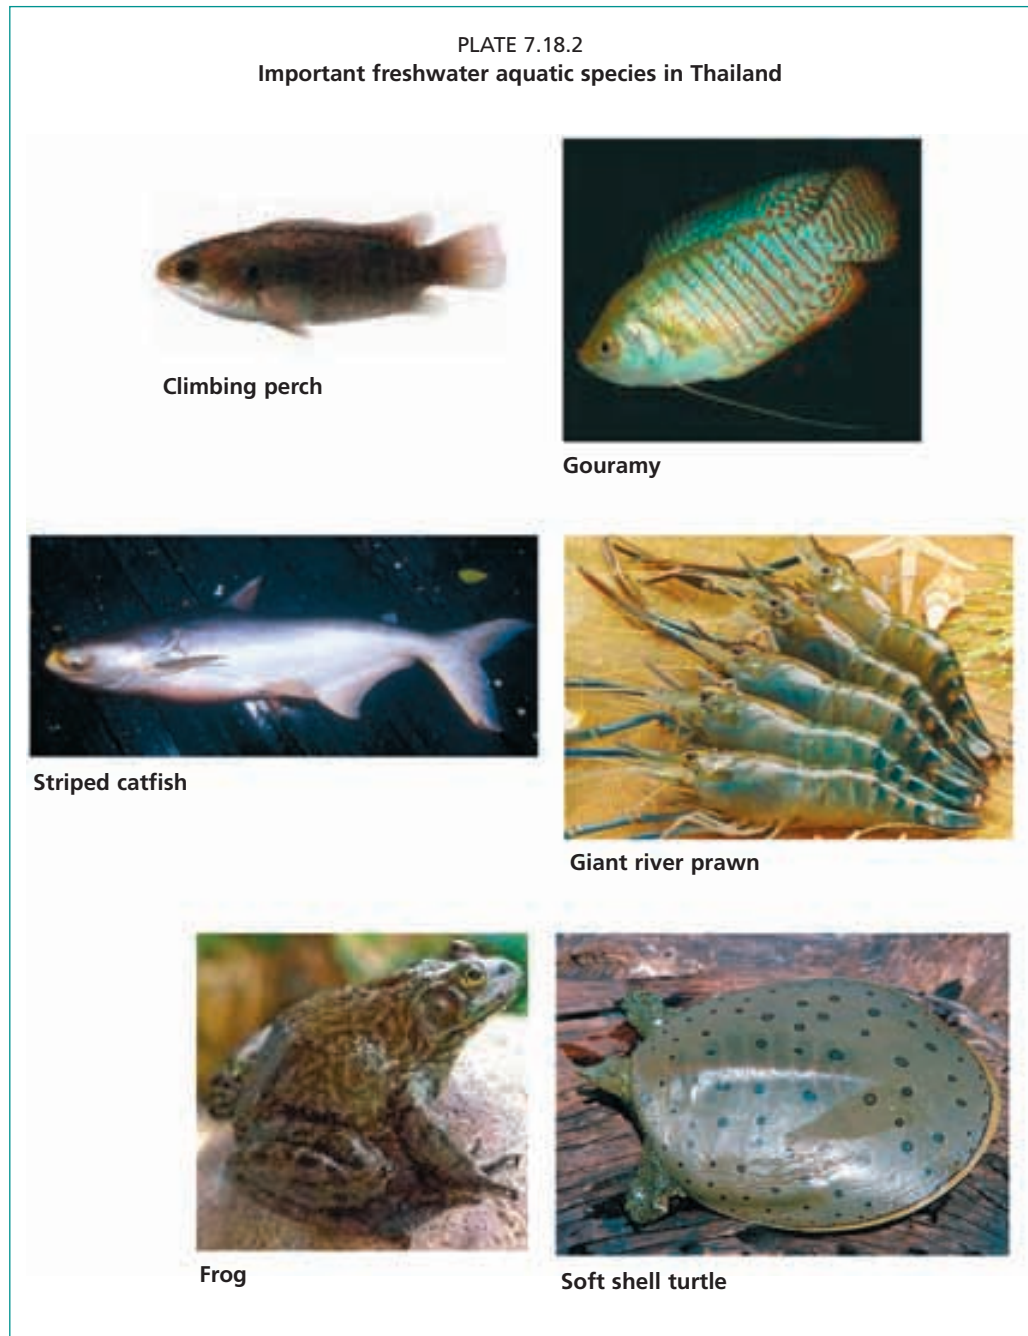 PLATE 7.18.2
Important freshwater aquatic species in Thailand
Climbing perch
Gouramy
Striped catfish
Giant river prawn
Frog
Soft shell turtle